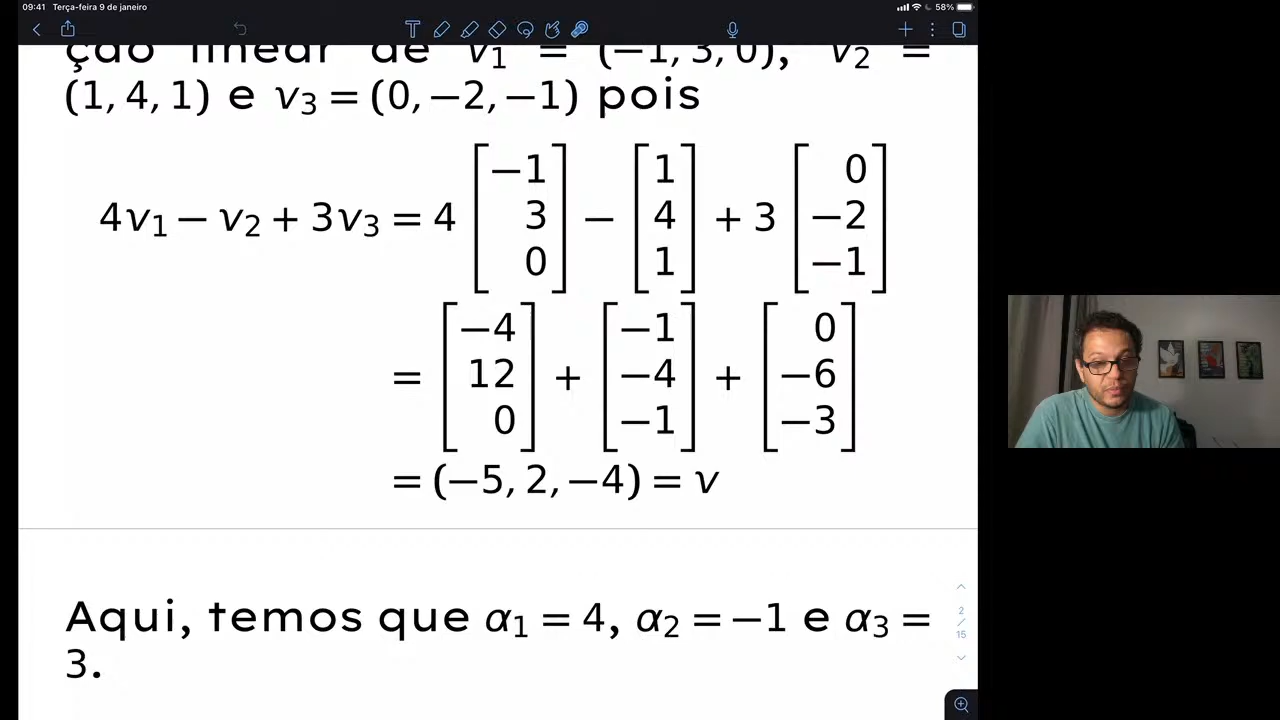 09:41 Terça-feira 9 de janeiro 58%
T
ção linear de v₁ = (−1, 3, 0), v₂ =
(1, 4, 1) e v₃ = (0, −2, −1) pois
4v₁ − v₂ + 3v₃ = 4 [−1 3 0] − [1 4 1] + 3 [0 −2 −1]
= [−4 12 0] + [−1 −4 −1] + [0 −6 −3]
= (−5, 2, −4) = v
Aqui, temos que α₁ = 4, α₂ = −1 e α₃ =
3.
2
/
15